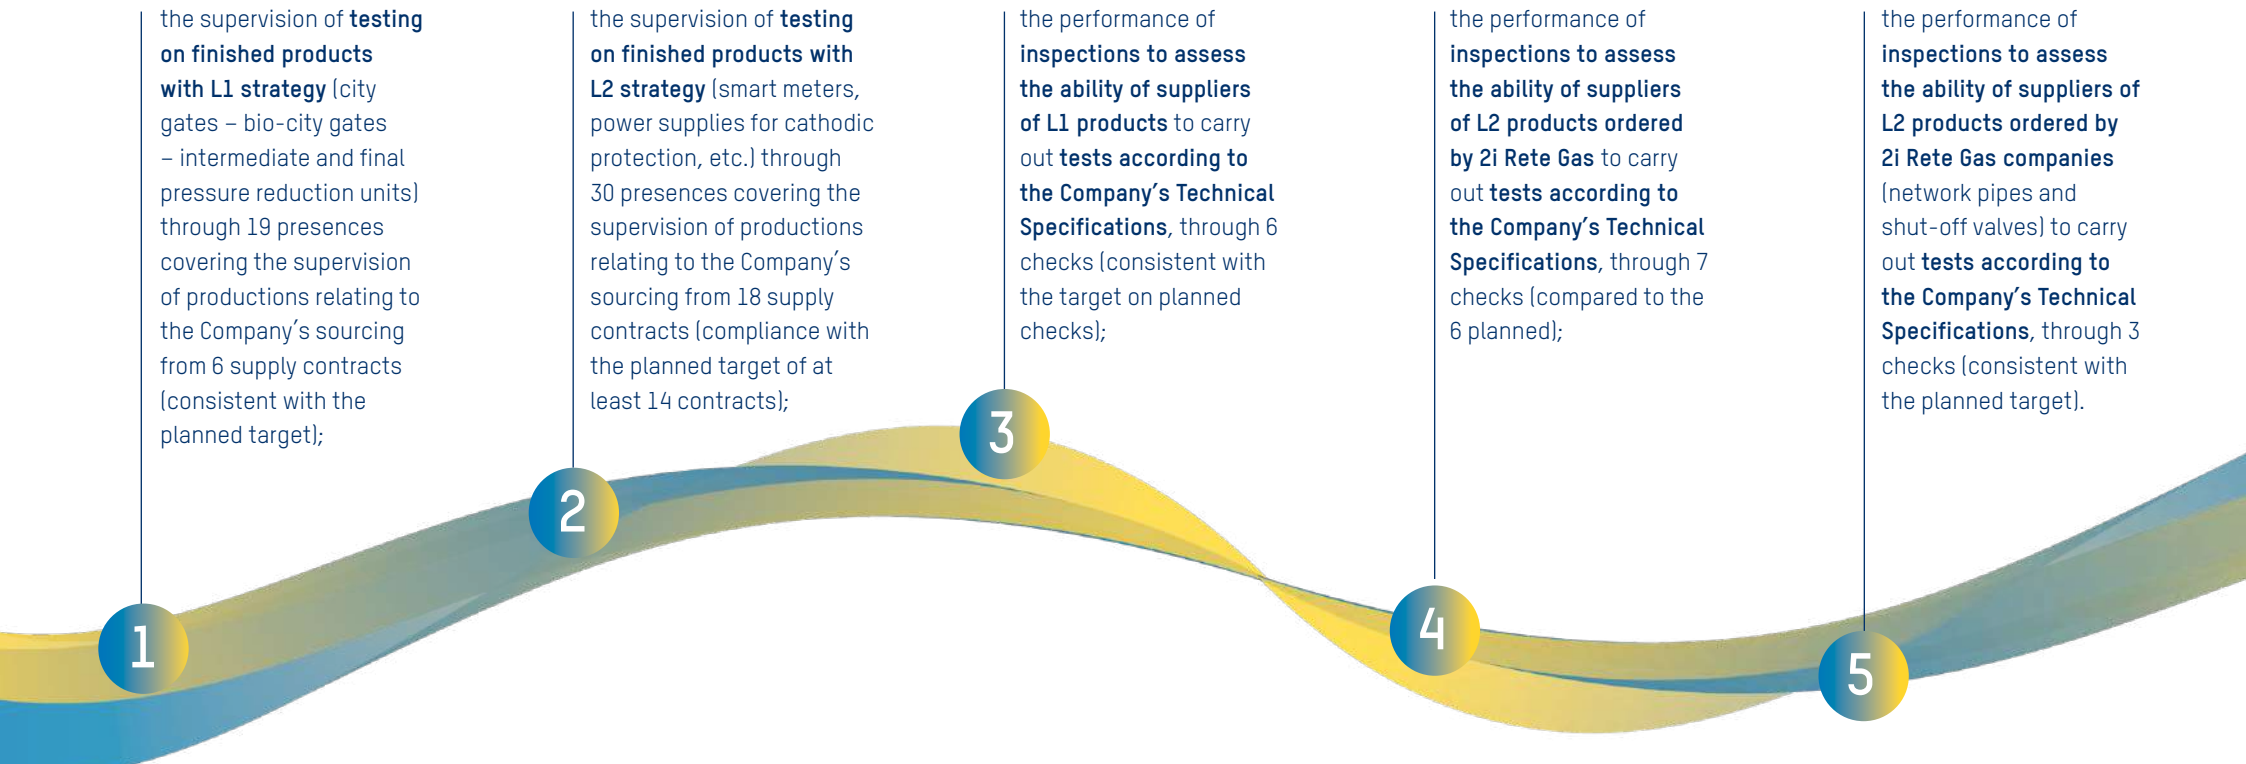 the supervision of testing
on finished products
with L1 strategy (city
gates – bio-city gates
– intermediate and final
pressure reduction units)
through 19 presences
covering the supervision
of productions relating to
the Company's sourcing
from 6 supply contracts
(consistent with the
planned target);
1
the supervision of testing
on finished products with
L2 strategy (smart meters,
power supplies for cathodic
protection, etc.) through
30 presences covering the
supervision of productions
relating to the Company's
sourcing from 18 supply
contracts (compliance with
the planned target of at
least 14 contracts);
2
the performance of
inspections to assess
the ability of suppliers
of L1 products to carry
out tests according to
the Company's Technical
Specifications, through 6
checks (consistent with
the target on planned
checks);
3
the performance of
inspections to assess
the ability of suppliers
of L2 products ordered
by 2i Rete Gas to carry
out tests according to
the Company's Technical
Specifications, through 7
checks (compared to the
6 planned);
4
the performance of
inspections to assess
the ability of suppliers of
L2 products ordered by
2i Rete Gas companies
(network pipes and
shut-off valves) to carry
out tests according to
the Company's Technical
Specifications, through 3
checks (consistent with
the planned target).
5